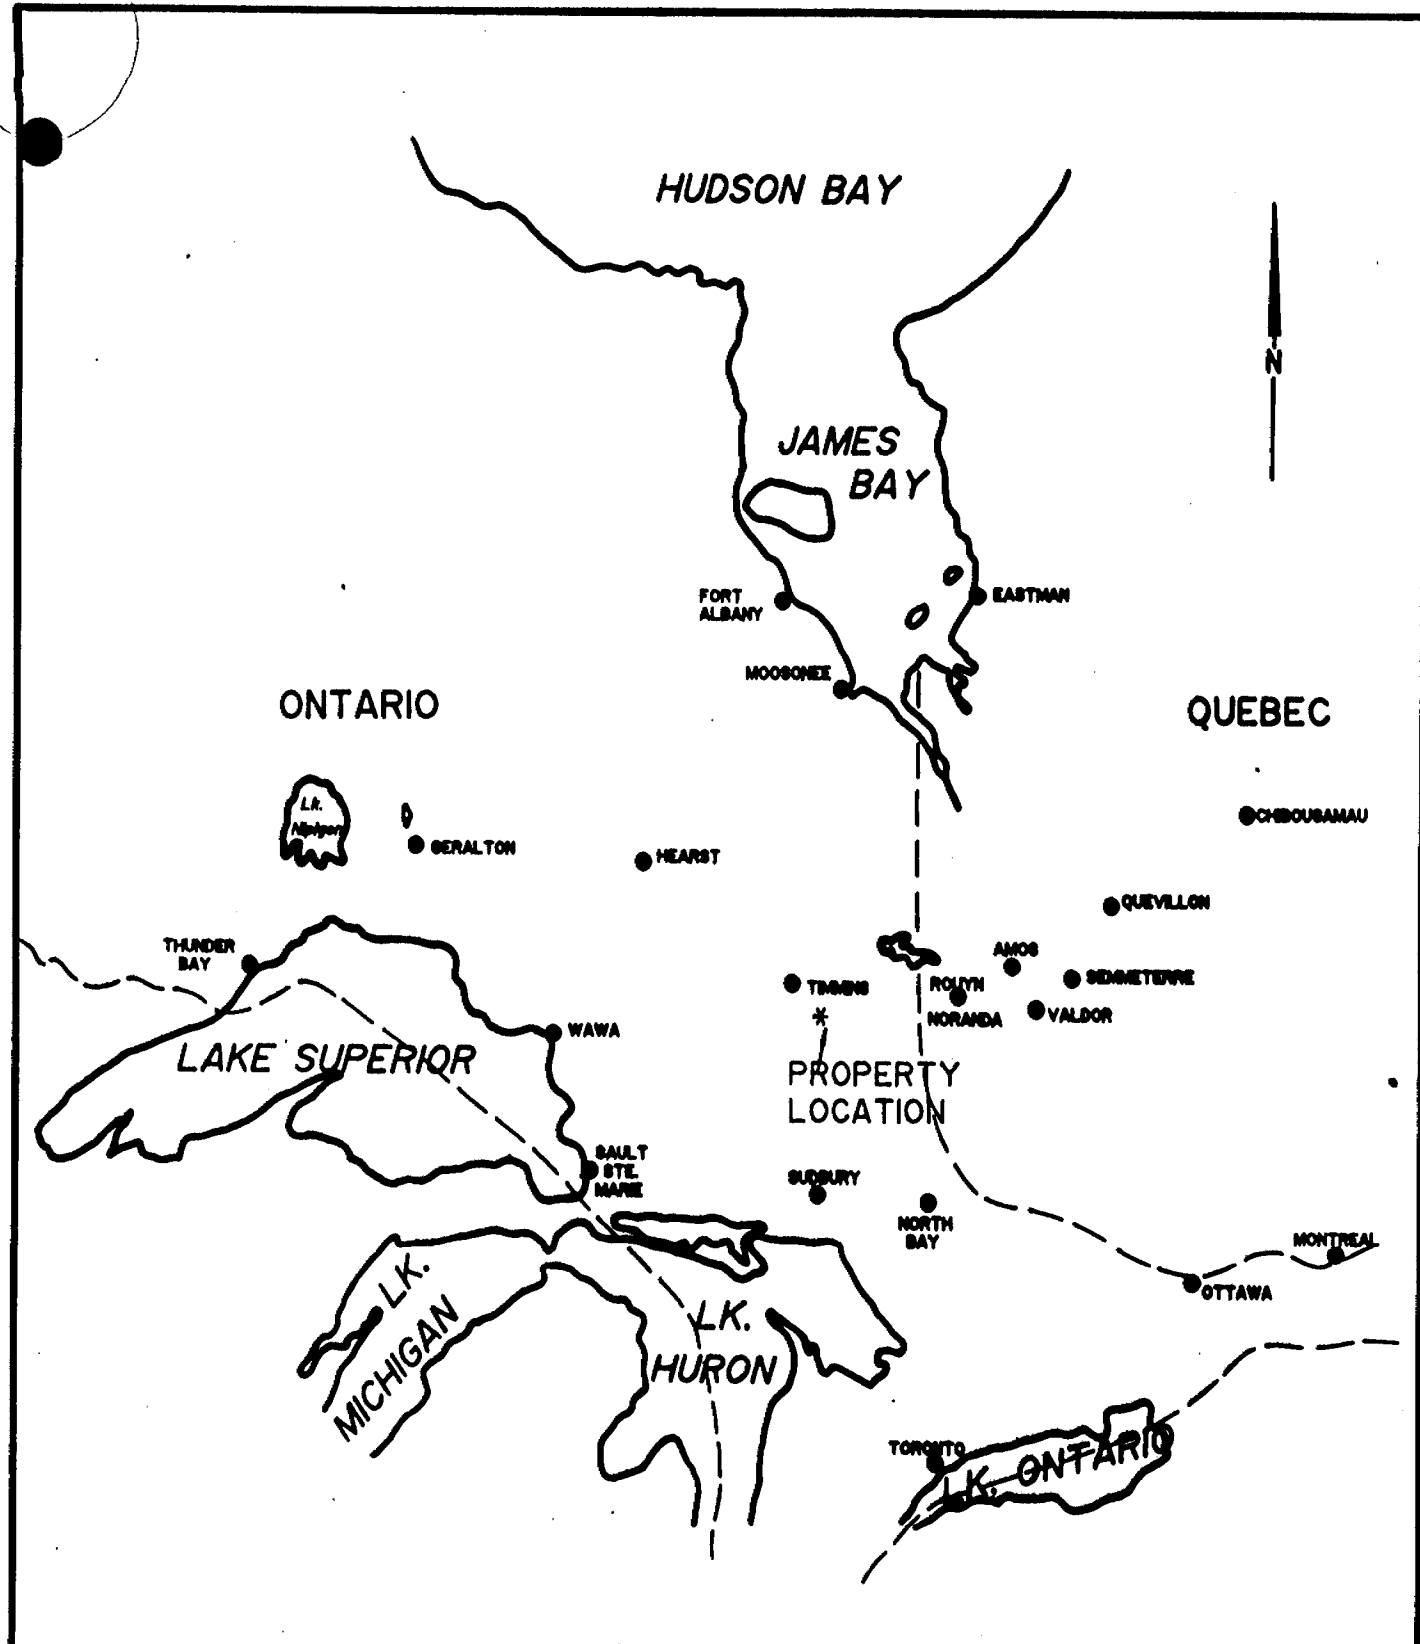 HUDSON BAY
N
JAMES
BAY
FORT
ALBANY
EASTMAN
MOOSONEE
ONTARIO
QUEBEC
Lk.
Nipigon
GERALTON
HEARST
CHIBOUGAMAU
QUEVILLON
THUNDER
BAY
AMOS
TIMMINS
ROUYN
NORANDA
SENNETERRE
VALDOR
WAWA
LAKE SUPERIOR
PROPERTY
LOCATION
SAULT
STE.
MARIE
SUDBURY
NORTH
BAY
MONTREAL
OTTAWA
LK.
MICHIGAN
LK.
HURON
TORONTO
LK. ONTARIO